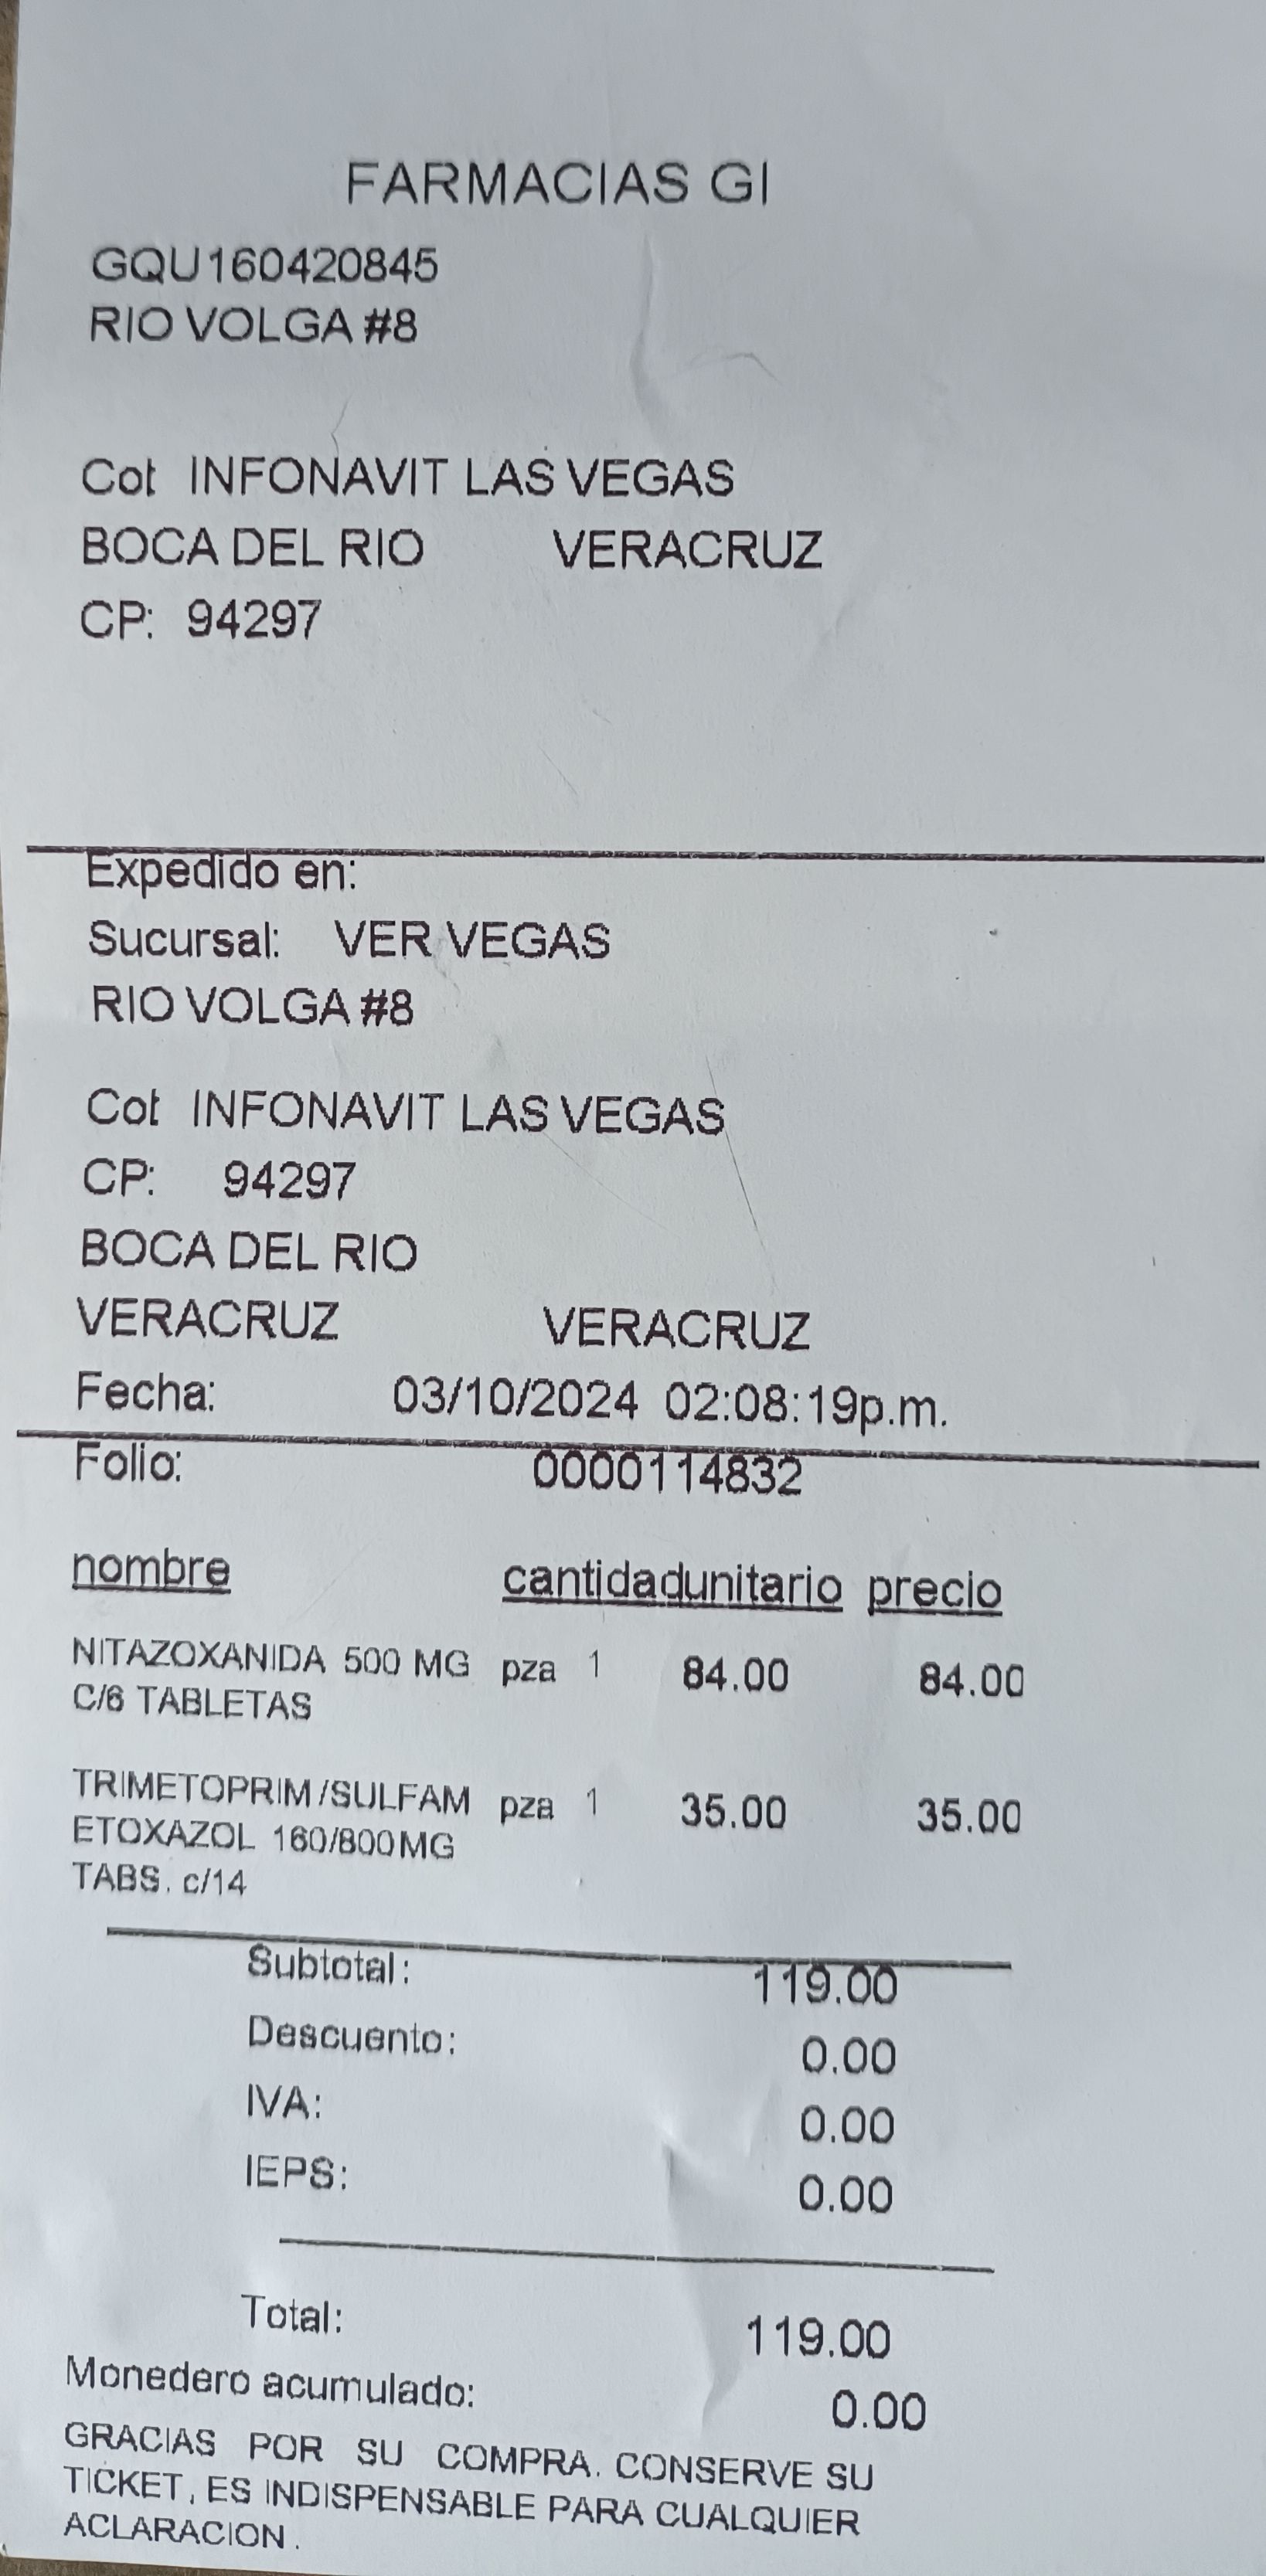 FARMACIAS GI
GQU160420845
RIO VOLGA #8
Col INFONAVIT LAS VEGAS
BOCA DEL RIO VERACRUZ
CP: 94297
Expedido en:
Sucursal: VER VEGAS
RIO VOLGA #8
Col INFONAVIT LAS VEGAS
CP: 94297
BOCA DEL RIO
VERACRUZ VERACRUZ
Fecha: 03/10/2024 02:08:19p.m.
Folio: 0000114832
nombre cantidadunitario precio
NITAZOXANIDA 500 MG pza 1 84.00 84.00
C/6 TABLETAS
TRIMETOPRIM/SULFAM pza 1 35.00 35.00
ETOXAZOL 160/800MG
TABS. c/14
Subtotal: 119.00
Descuento: 0.00
IVA: 0.00
IEPS: 0.00
Total: 119.00
Monedero acumulado: 0.00
GRACIAS POR SU COMPRA. CONSERVE SU
TICKET, ES INDISPENSABLE PARA CUALQUIER
ACLARACION.